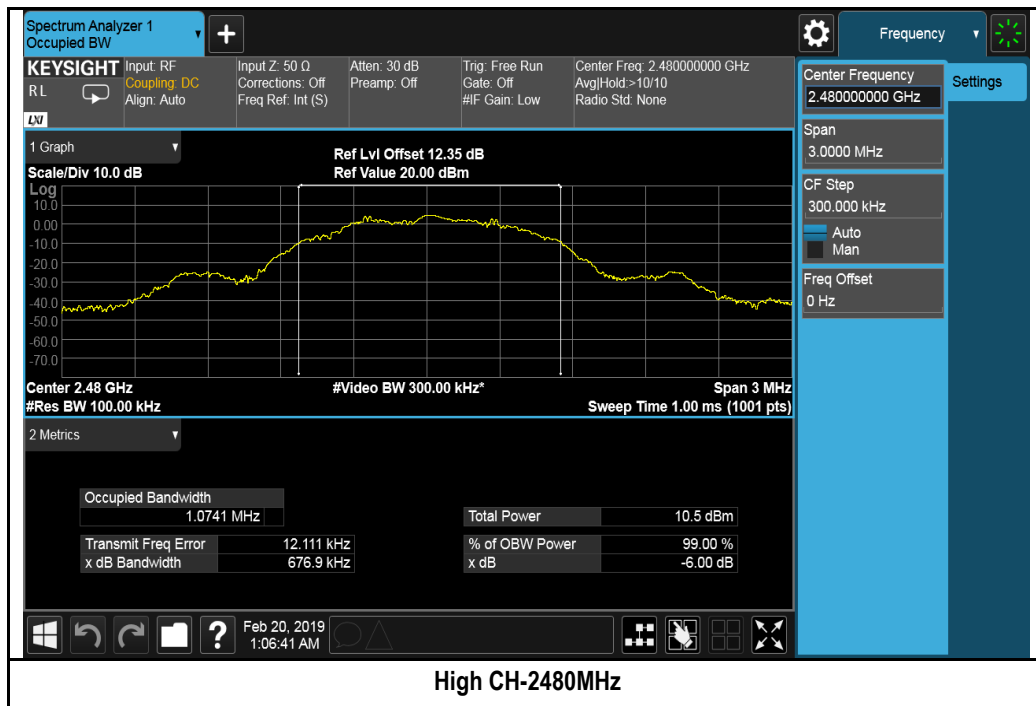 Spectrum Analyzer 1
Occupied BW
Frequency
KEYSIGHT
R L
LXI
Input: RF
Coupling: DC
Align: Auto
Input Z: 50 Ω
Corrections: Off
Freq Ref: Int (S)
Atten: 30 dB
Preamp: Off
Trig: Free Run
Gate: Off
#IF Gain: Low
Center Freq: 2.480000000 GHz
Avg|Hold:>10/10
Radio Std: None
Center Frequency
2.480000000 GHz
Settings
Span
3.0000 MHz
CF Step
300.000 kHz
Auto
Man
Freq Offset
0 Hz
1 Graph
Scale/Div 10.0 dB
Ref Lvl Offset 12.35 dB
Ref Value 20.00 dBm
Log
10.0
0.00
-10.0
-20.0
-30.0
-40.0
-50.0
-60.0
-70.0
Center 2.48 GHz
#Video BW 300.00 kHz*
Span 3 MHz
#Res BW 100.00 kHz
Sweep Time 1.00 ms (1001 pts)
2 Metrics
Occupied Bandwidth
1.0741 MHz
Total Power 10.5 dBm
Transmit Freq Error 12.111 kHz
% of OBW Power 99.00 %
x dB Bandwidth 676.9 kHz
x dB -6.00 dB
?
Feb 20, 2019
1:06:41 AM
High CH-2480MHz